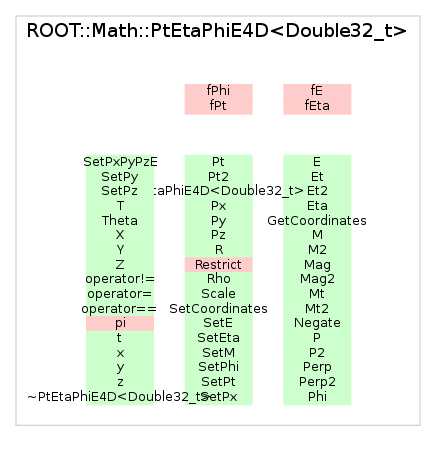 ROOT::Math::PtEtaPhiE4D<Double32_t>
fPhi fE
fPt fEta
SetPxPyPzE Pt E
SetPy Pt2 Et
SetPz taPhiE4D<Double32_t> Et2
T Px Eta
Theta Py GetCoordinates
X Pz M
Y R M2
Z Restrict Mag
operator!= Rho Mag2
operator= Scale Mt
operator== SetCoordinates Mt2
pi SetE Negate
t SetEta P
x SetM P2
y SetPhi Perp
z SetPt Perp2
~PtEtaPhiE4D<Double32_t> SetPx Phi